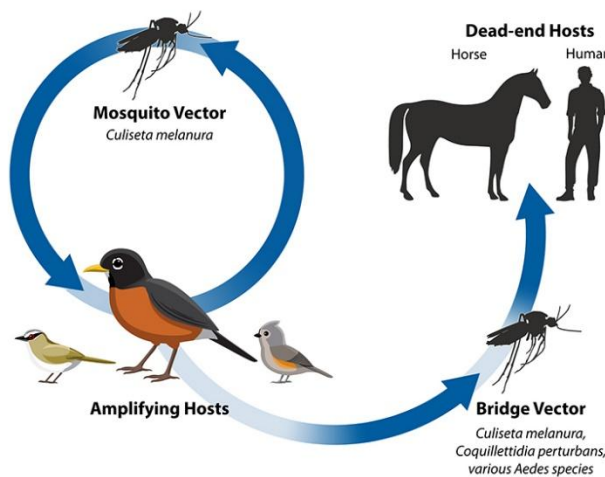 Dead-end Hosts
Horse
Human
Mosquito Vector
Culiseta melanura
Amplifying Hosts
Bridge Vector
Culiseta melanura,
Coquillettidia perturbans,
various Aedes species